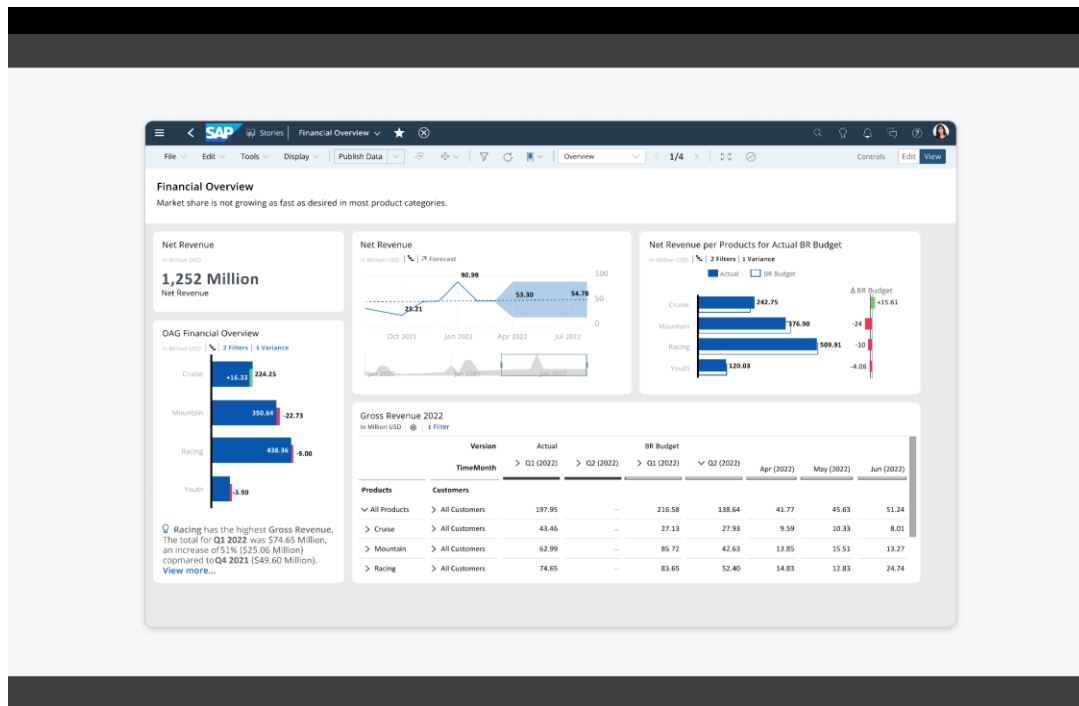 SAP Stories Financial Overview
File Edit Tools Display Publish Data Overview 1/4 Controls Edit View
Financial Overview
Market share is not growing as fast as desired in most product categories.
Net Revenue
in Million USD
1,252 Million
Net Revenue
OAG Financial Overview
in Million USD 2 Filters 1 Variance
Cruise +16.33 224.25
Mountain 350.64 -22.73
Racing 438.36 -9.00
Youth -3.90
Racing has the highest Gross Revenue.
The total for Q1 2022 was $74.65 Million,
an increase of 51% ($25.06 Million)
copmared to Q4 2021 ($49.60 Million).
View more...
Net Revenue
in Million USD Forecast
90.99 100
53.30 54.78 50
25.21
0
Oct 2021 Jan 2022 Apr 2022 Jul 2022
Jan 2020 Jan 2021 Jan 2022
Net Revenue per Products for Actual BR Budget
in Million USD 2 Filters 1 Variance
Actual BR Budget
Δ BR Budget
Cruise 242.75 +15.61
Mountain 376.90 -24
Racing 509.91 -10
Youth 120.03 -4.06
Gross Revenue 2022
in Million USD 1 Filter
Version Actual BR Budget
TimeMonth Q1 (2022) Q2 (2022) Q1 (2022) Q2 (2022) Apr (2022) May (2022) Jun (2022)
Products Customers
All Products All Customers 197.95 – 216.58 138.64 41.77 45.63 51.24
Cruise All Customers 43.46 – 27.13 27.93 9.59 10.33 8.01
Mountain All Customers 62.99 – 85.72 42.63 13.85 15.51 13.27
Racing All Customers 74.65 – 83.65 52.40 14.83 12.83 24.74